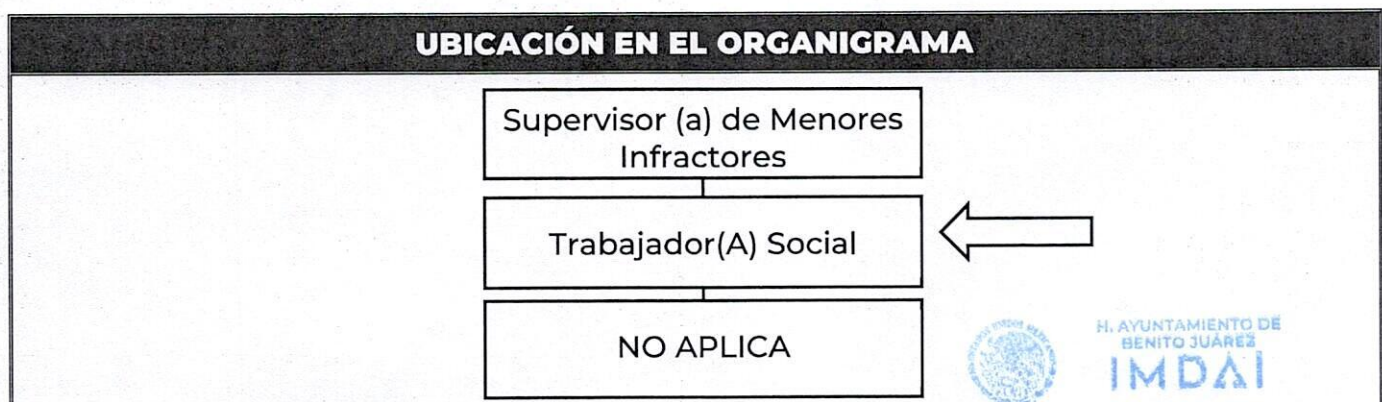 UBICACIÓN EN EL ORGANIGRAMA
Supervisor (a) de Menores
Infractores
Trabajador(A) Social
NO APLICA
H. AYUNTAMIENTO DE
BENITO JUÁREZ
IMDAI